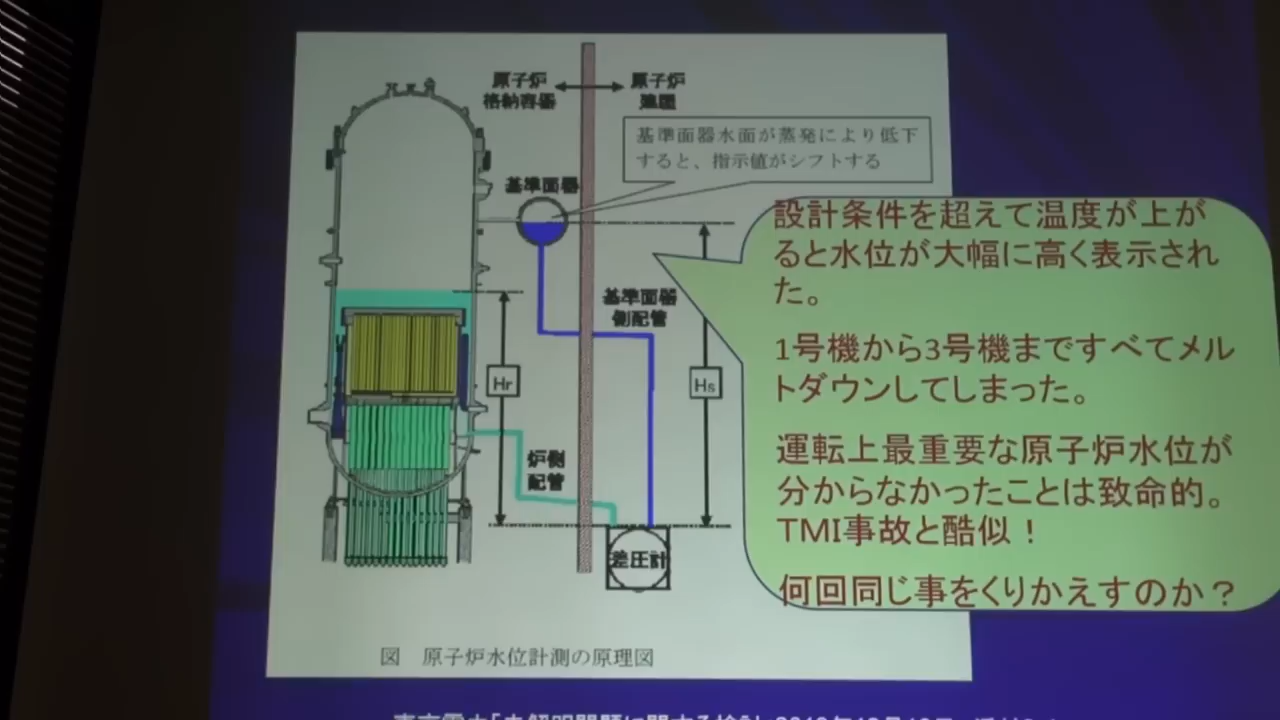 原子炉
格納容器
原子炉
建屋
基準面器水面が蒸発により低下
すると、指示値がシフトする
基準面器
設計条件を超えて温度が上が
ると水位が大幅に高く表示され
た。
基準面器
側配管
1号機から3号機まですべてメル
トダウンしてしまった。
Hr
Hs
運転上最重要な原子炉水位が
分からなかったことは致命的。
TMI事故と酷似！
炉側
配管
差圧計
何回同じ事をくりかえすのか？
図 原子炉水位計測の原理図